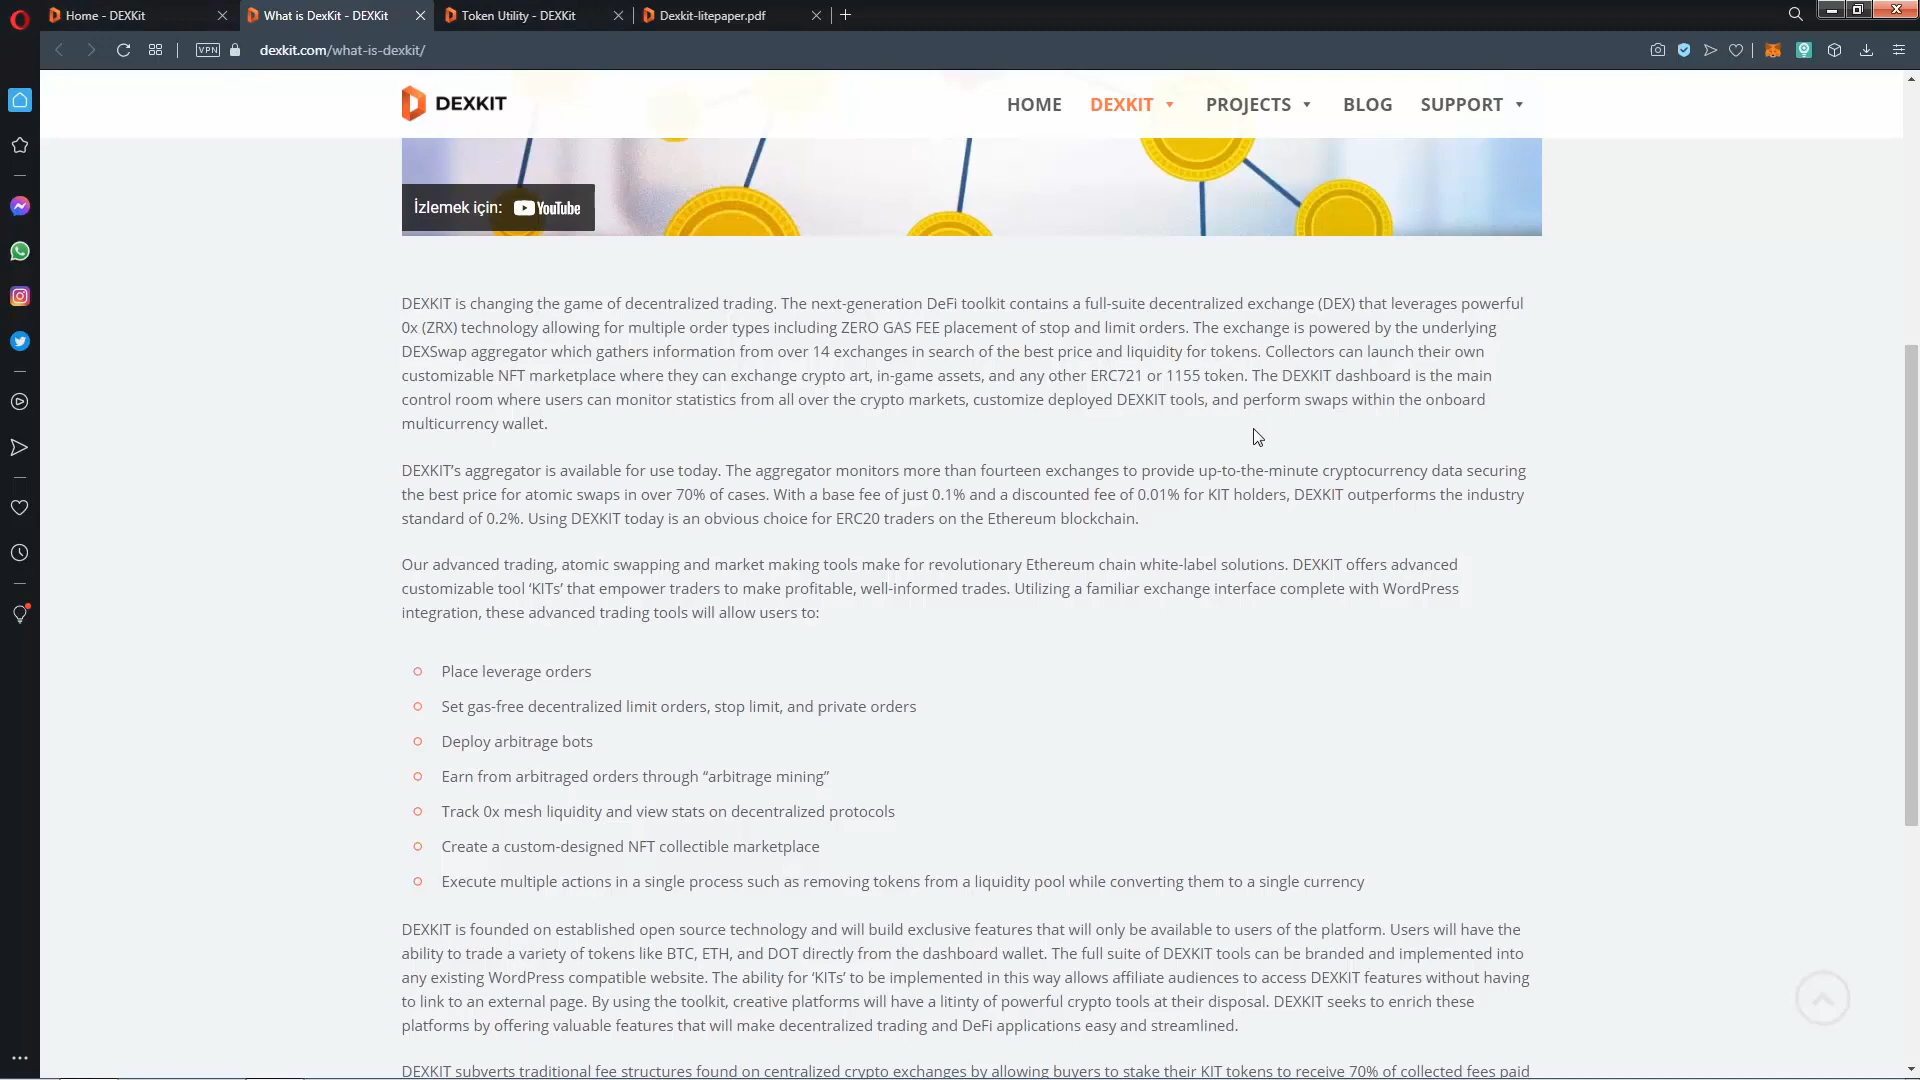 Home - DEXKit
What is DexKit - DEXKit
Token Utility - DEXKit
Dexkit-litepaper.pdf
VPN
dexkit.com/what-is-dexkit/
DEXKIT
HOME
DEXKIT
PROJECTS
BLOG
SUPPORT
İzlemek için: YouTube
DEXKIT is changing the game of decentralized trading. The next-generation DeFi toolkit contains a full-suite decentralized exchange (DEX) that leverages powerful
0x (ZRX) technology allowing for multiple order types including ZERO GAS FEE placement of stop and limit orders. The exchange is powered by the underlying
DEXSwap aggregator which gathers information from over 14 exchanges in search of the best price and liquidity for tokens. Collectors can launch their own
customizable NFT marketplace where they can exchange crypto art, in-game assets, and any other ERC721 or 1155 token. The DEXKIT dashboard is the main
control room where users can monitor statistics from all over the crypto markets, customize deployed DEXKIT tools, and perform swaps within the onboard
multicurrency wallet.
DEXKIT’s aggregator is available for use today. The aggregator monitors more than fourteen exchanges to provide up-to-the-minute cryptocurrency data securing
the best price for atomic swaps in over 70% of cases. With a base fee of just 0.1% and a discounted fee of 0.01% for KIT holders, DEXKIT outperforms the industry
standard of 0.2%. Using DEXKIT today is an obvious choice for ERC20 traders on the Ethereum blockchain.
Our advanced trading, atomic swapping and market making tools make for revolutionary Ethereum chain white-label solutions. DEXKIT offers advanced
customizable tool ‘KITs’ that empower traders to make profitable, well-informed trades. Utilizing a familiar exchange interface complete with WordPress
integration, these advanced trading tools will allow users to:
Place leverage orders
Set gas-free decentralized limit orders, stop limit, and private orders
Deploy arbitrage bots
Earn from arbitraged orders through “arbitrage mining”
Track 0x mesh liquidity and view stats on decentralized protocols
Create a custom-designed NFT collectible marketplace
Execute multiple actions in a single process such as removing tokens from a liquidity pool while converting them to a single currency
DEXKIT is founded on established open source technology and will build exclusive features that will only be available to users of the platform. Users will have the
ability to trade a variety of tokens like BTC, ETH, and DOT directly from the dashboard wallet. The full suite of DEXKIT tools can be branded and implemented into
any existing WordPress compatible website. The ability for ‘KITs’ to be implemented in this way allows affiliate audiences to access DEXKIT features without having
to link to an external page. By using the toolkit, creative platforms will have a litinty of powerful crypto tools at their disposal. DEXKIT seeks to enrich these
platforms by offering valuable features that will make decentralized trading and DeFi applications easy and streamlined.
DEXKIT subverts traditional fee structures found on centralized crypto exchanges by allowing buyers to stake their KIT tokens to receive 70% of collected fees paid